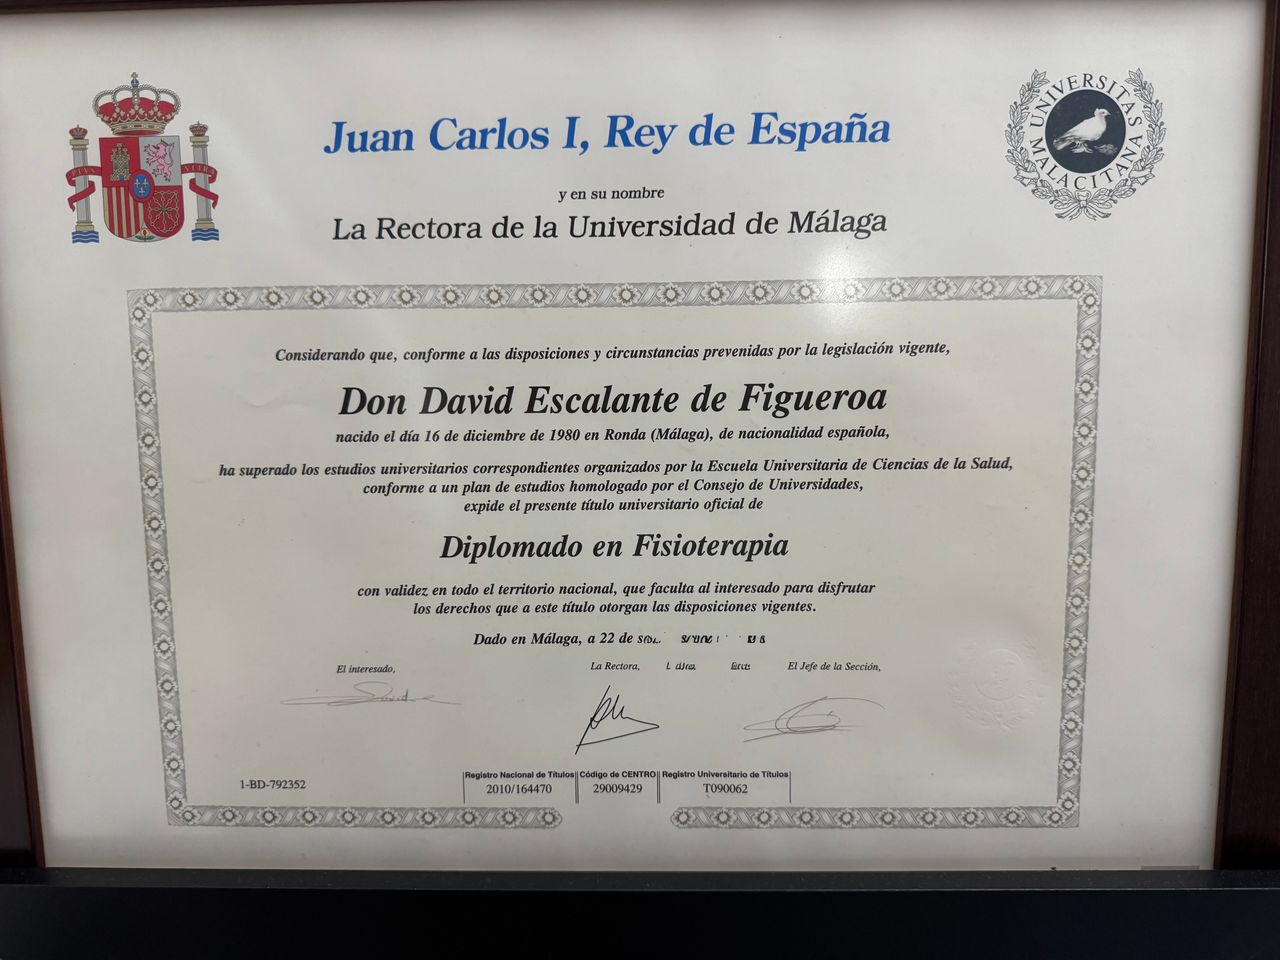 Juan Carlos I, Rey de España
UNIVERSITAS MALACITANA
PLUS VLTRA
y en su nombre
La Rectora de la Universidad de Málaga
Considerando que, conforme a las disposiciones y circunstancias prevenidas por la legislación vigente,
Don David Escalante de Figueroa
nacido el día 16 de diciembre de 1980 en Ronda (Málaga), de nacionalidad española,
ha superado los estudios universitarios correspondientes organizados por la Escuela Universitaria de Ciencias de la Salud,
conforme a un plan de estudios homologado por el Consejo de Universidades,
expide el presente título universitario oficial de
Diplomado en Fisioterapia
con validez en todo el territorio nacional, que faculta al interesado para disfrutar
los derechos que a este título otorgan las disposiciones vigentes.
Dado en Málaga, a 22 de
El interesado,
La Rectora,
El Jefe de la Sección,
David
1-BD-792352
Registro Nacional de Títulos Código de CENTRO Registro Universitario de Títulos
2010/164470 29009429 T090062